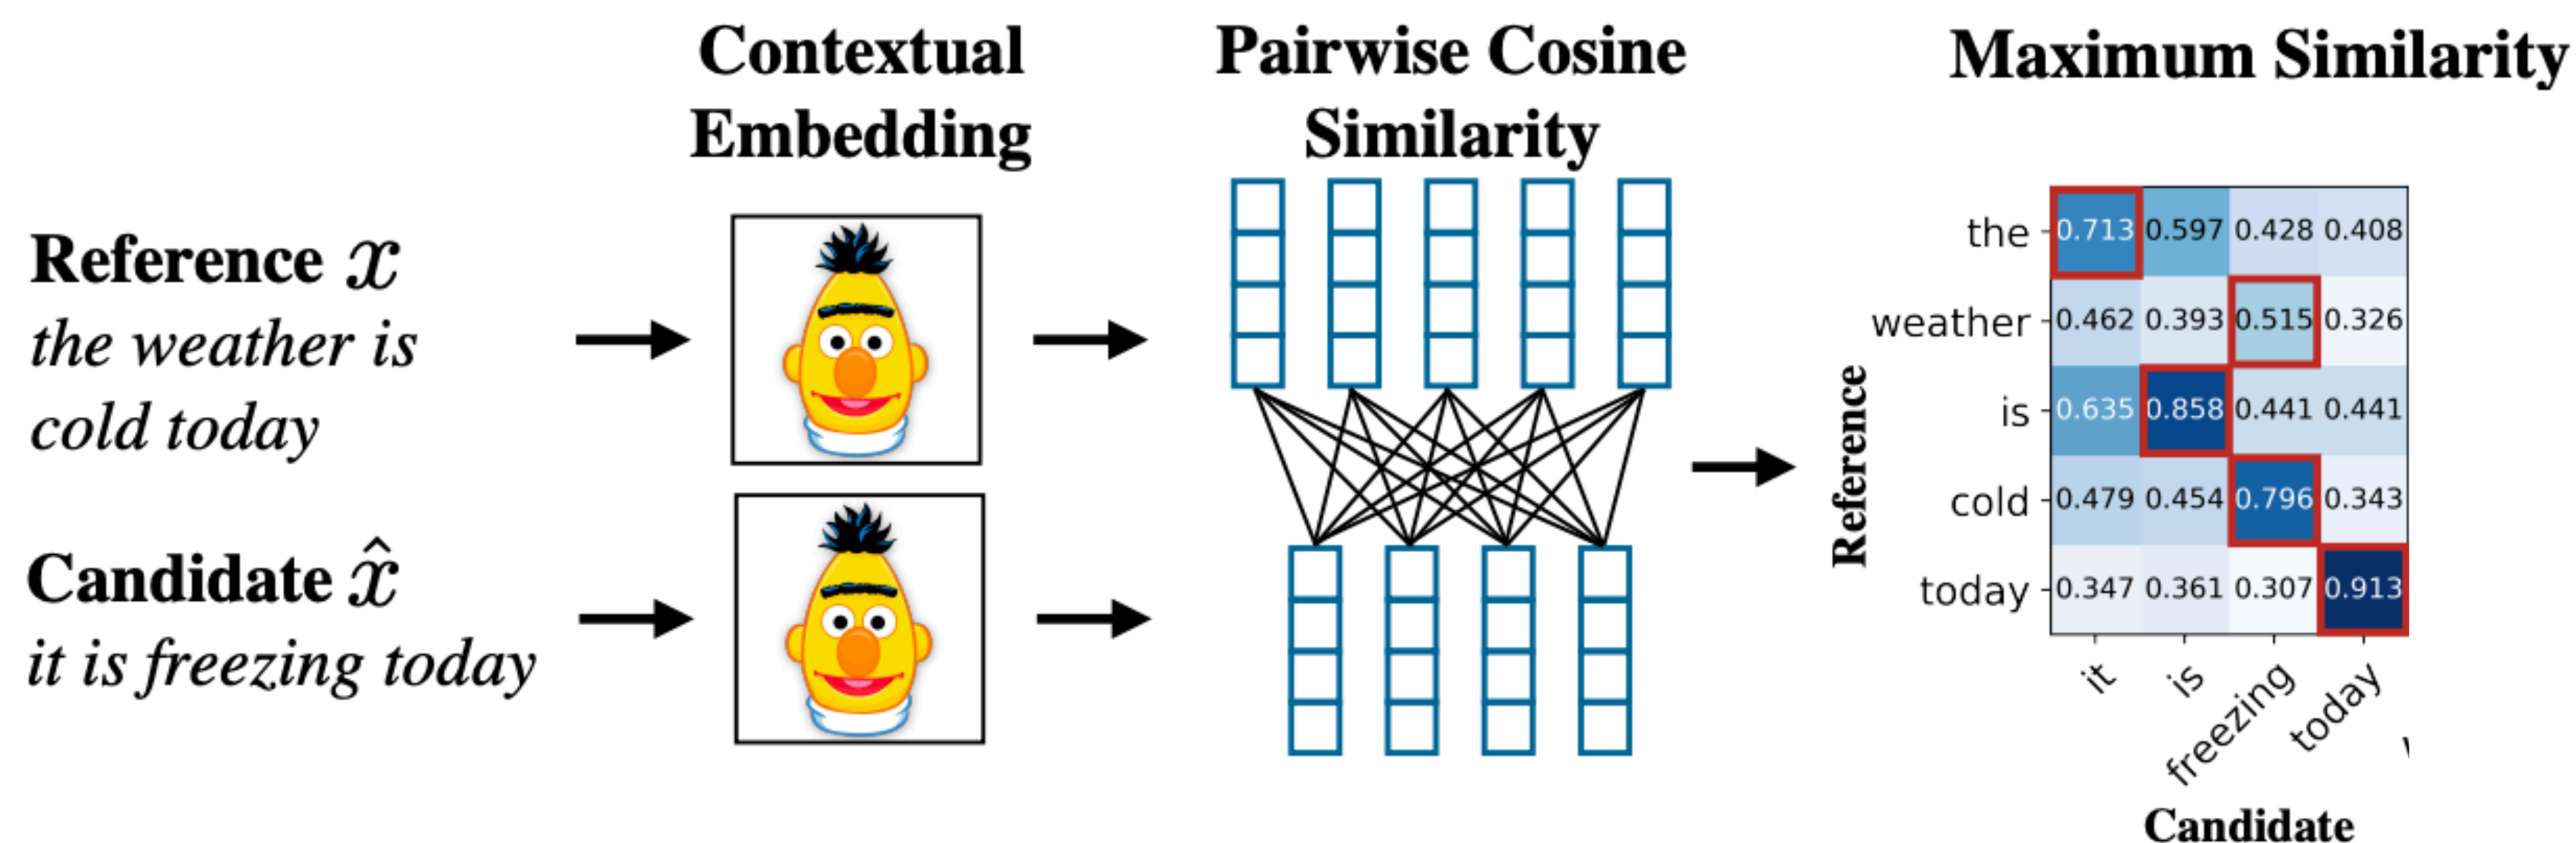 Contextual
Embedding
Pairwise Cosine
Similarity
Maximum Similarity
Reference x
the weather is
cold today
Candidate x̂
it is freezing today
Reference
the 0.713 0.597 0.428 0.408
weather 0.462 0.393 0.515 0.326
is 0.635 0.858 0.441 0.441
cold 0.479 0.454 0.796 0.343
today 0.347 0.361 0.307 0.913
it is freezing today
Candidate